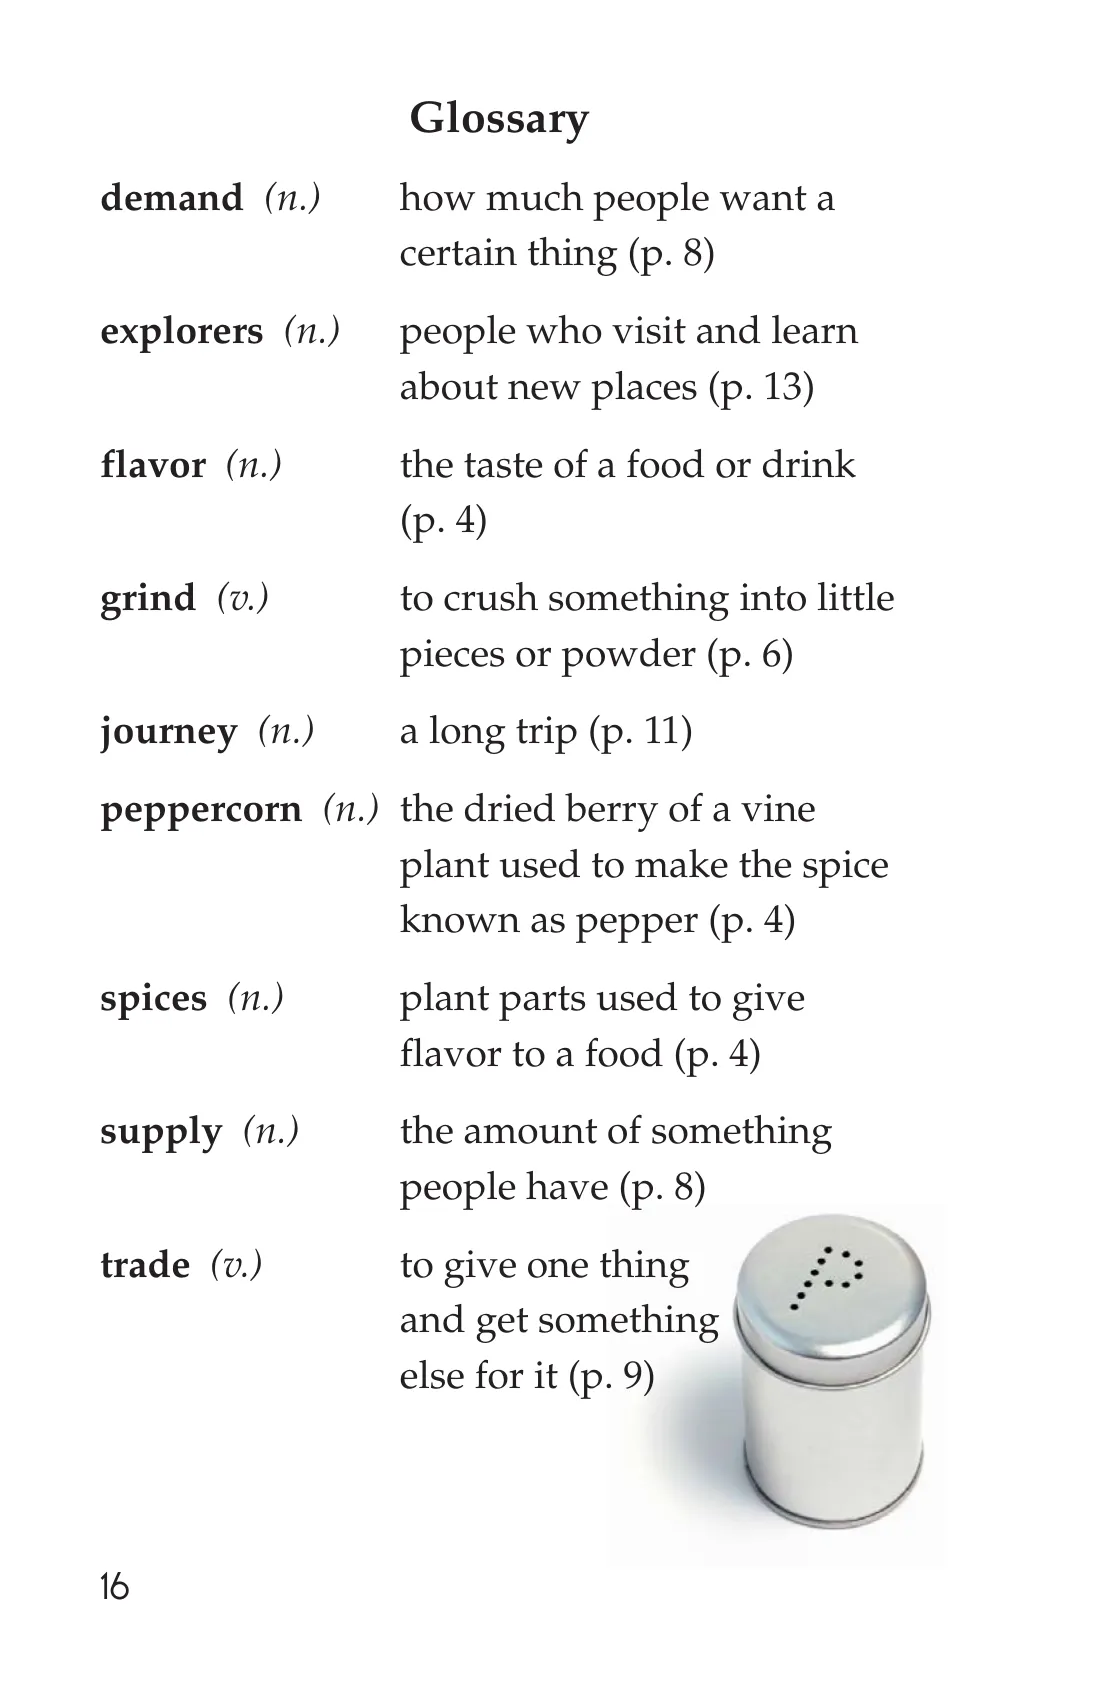 Glossary
demand (n.) how much people want a
certain thing (p. 8)
explorers (n.) people who visit and learn
about new places (p. 13)
flavor (n.) the taste of a food or drink
(p. 4)
grind (v.) to crush something into little
pieces or powder (p. 6)
journey (n.) a long trip (p. 11)
peppercorn (n.) the dried berry of a vine
plant used to make the spice
known as pepper (p. 4)
spices (n.) plant parts used to give
flavor to a food (p. 4)
supply (n.) the amount of something
people have (p. 8)
trade (v.) to give one thing
and get something
else for it (p. 9)
P
16